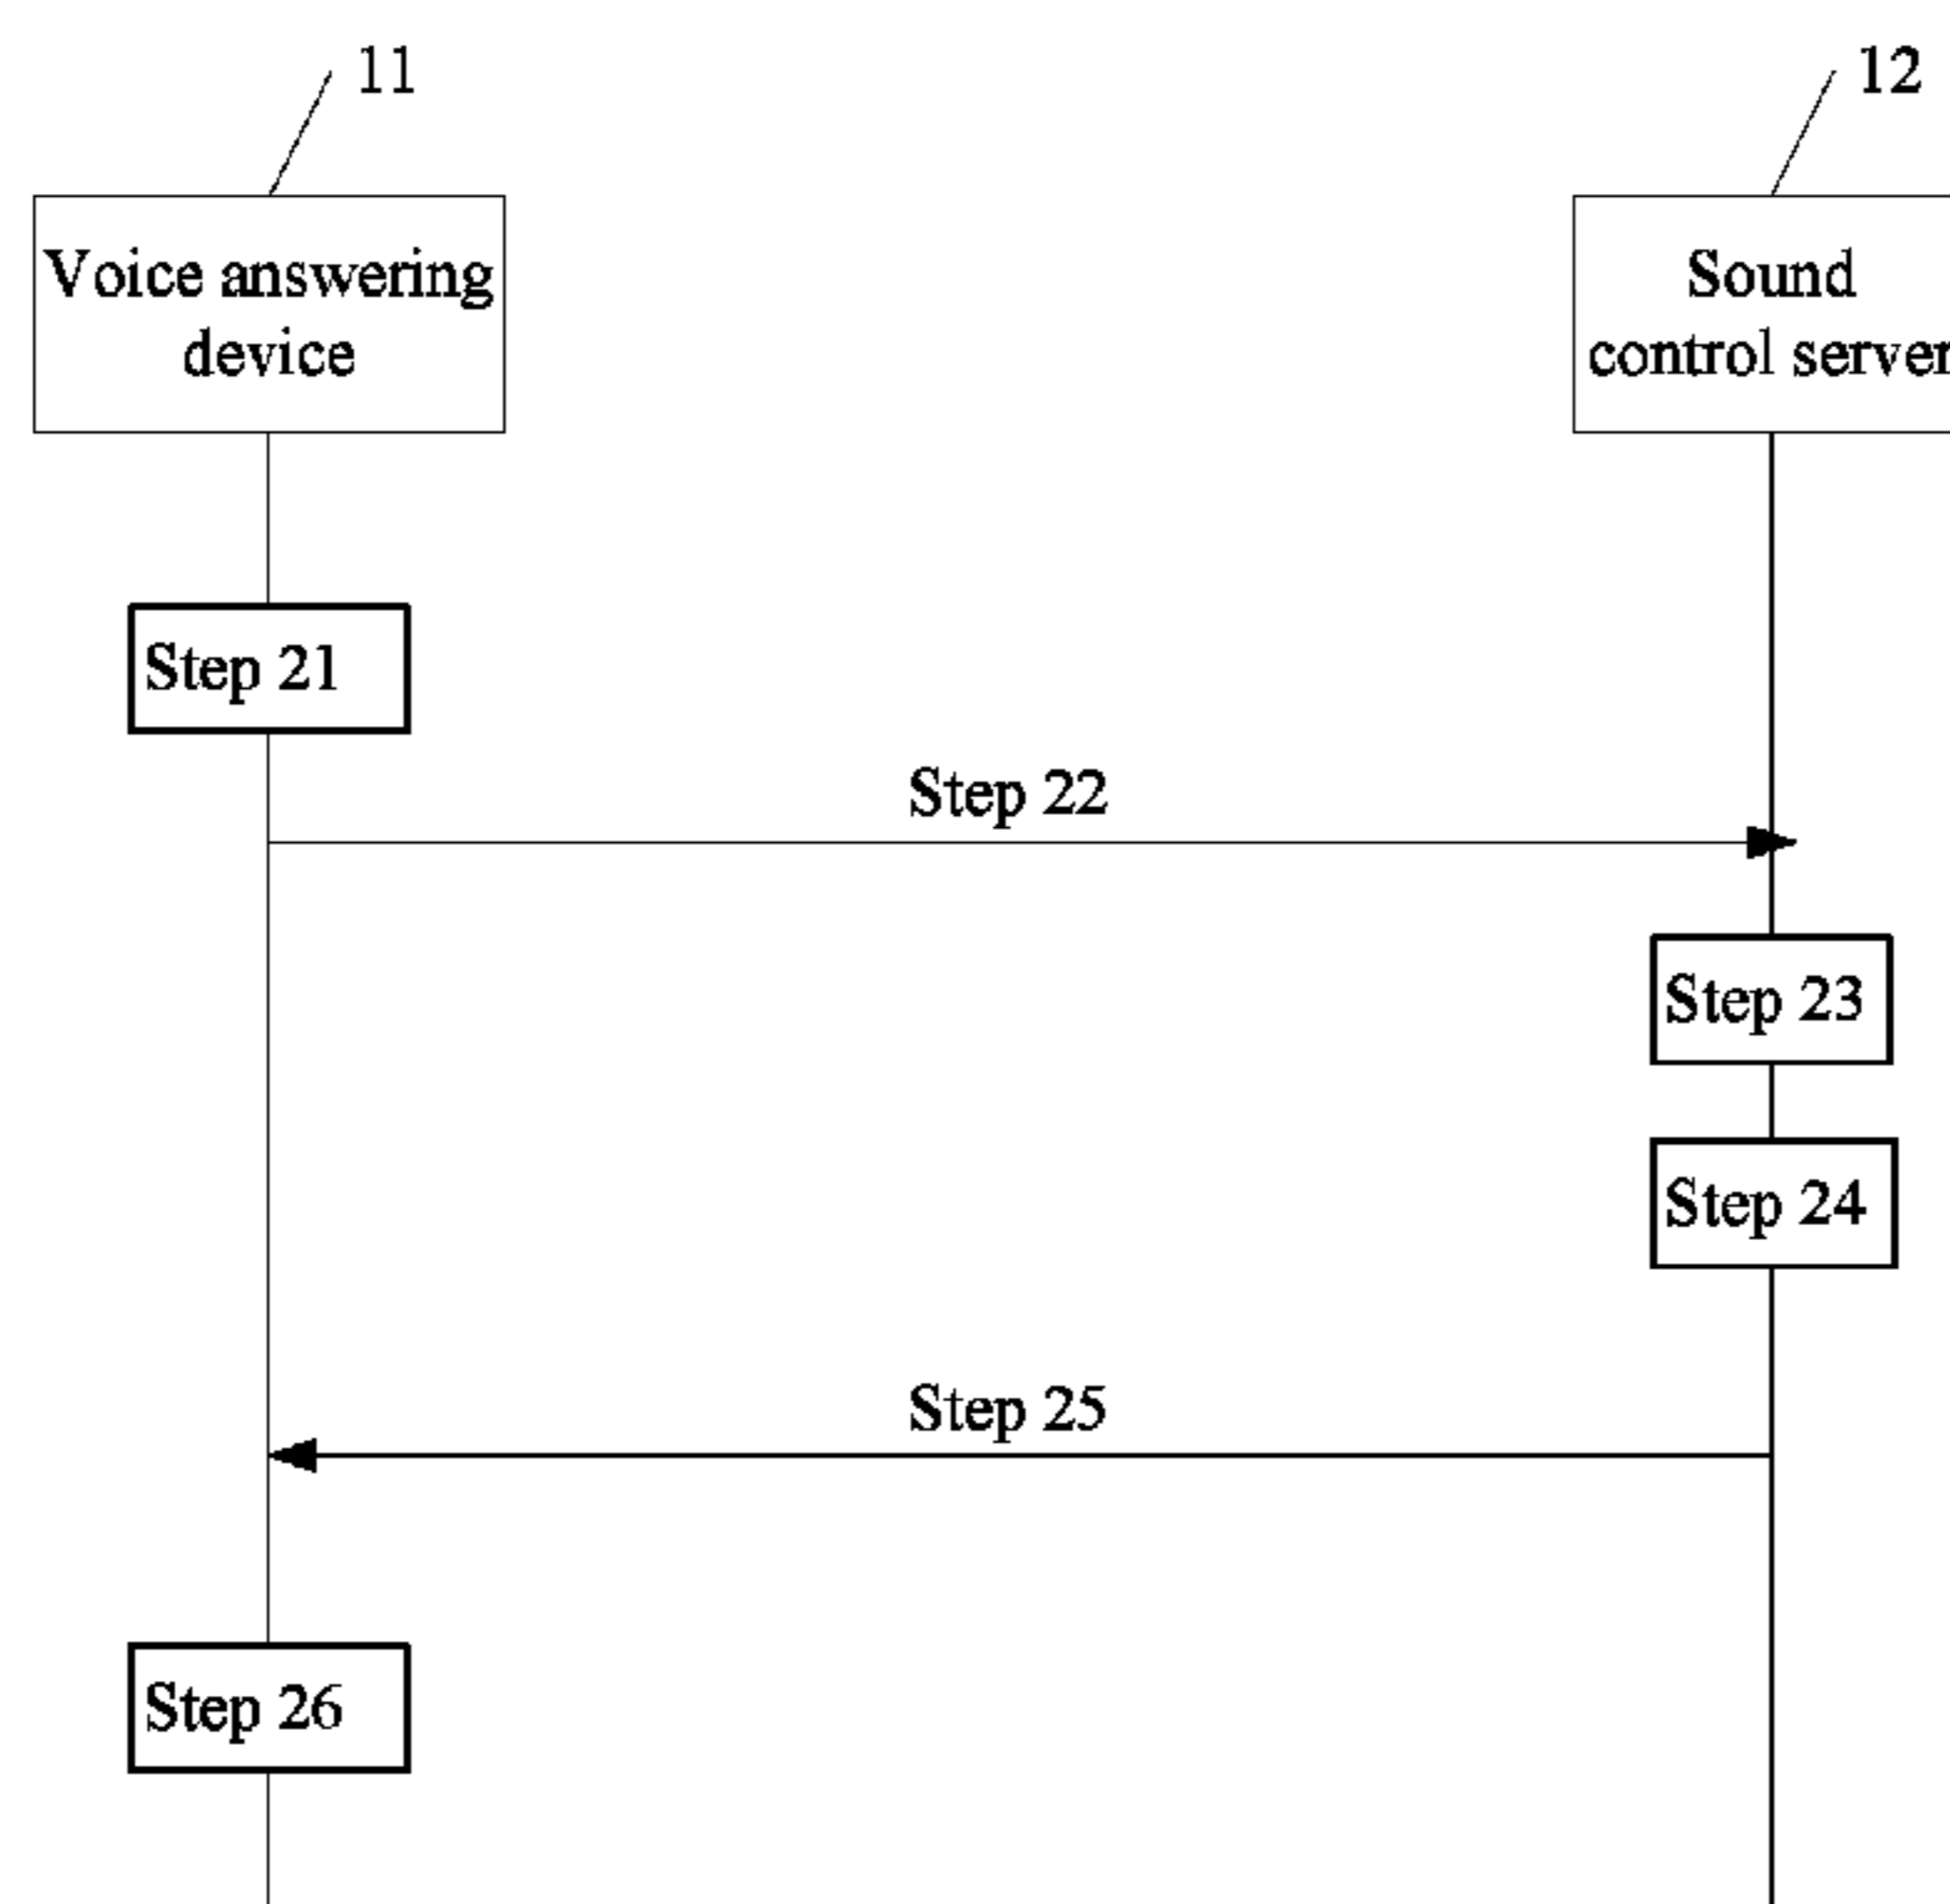 11
12
Voice answering
device
Sound
control server
Step 21
Step 22
Step 23
Step 24
Step 25
Step 26